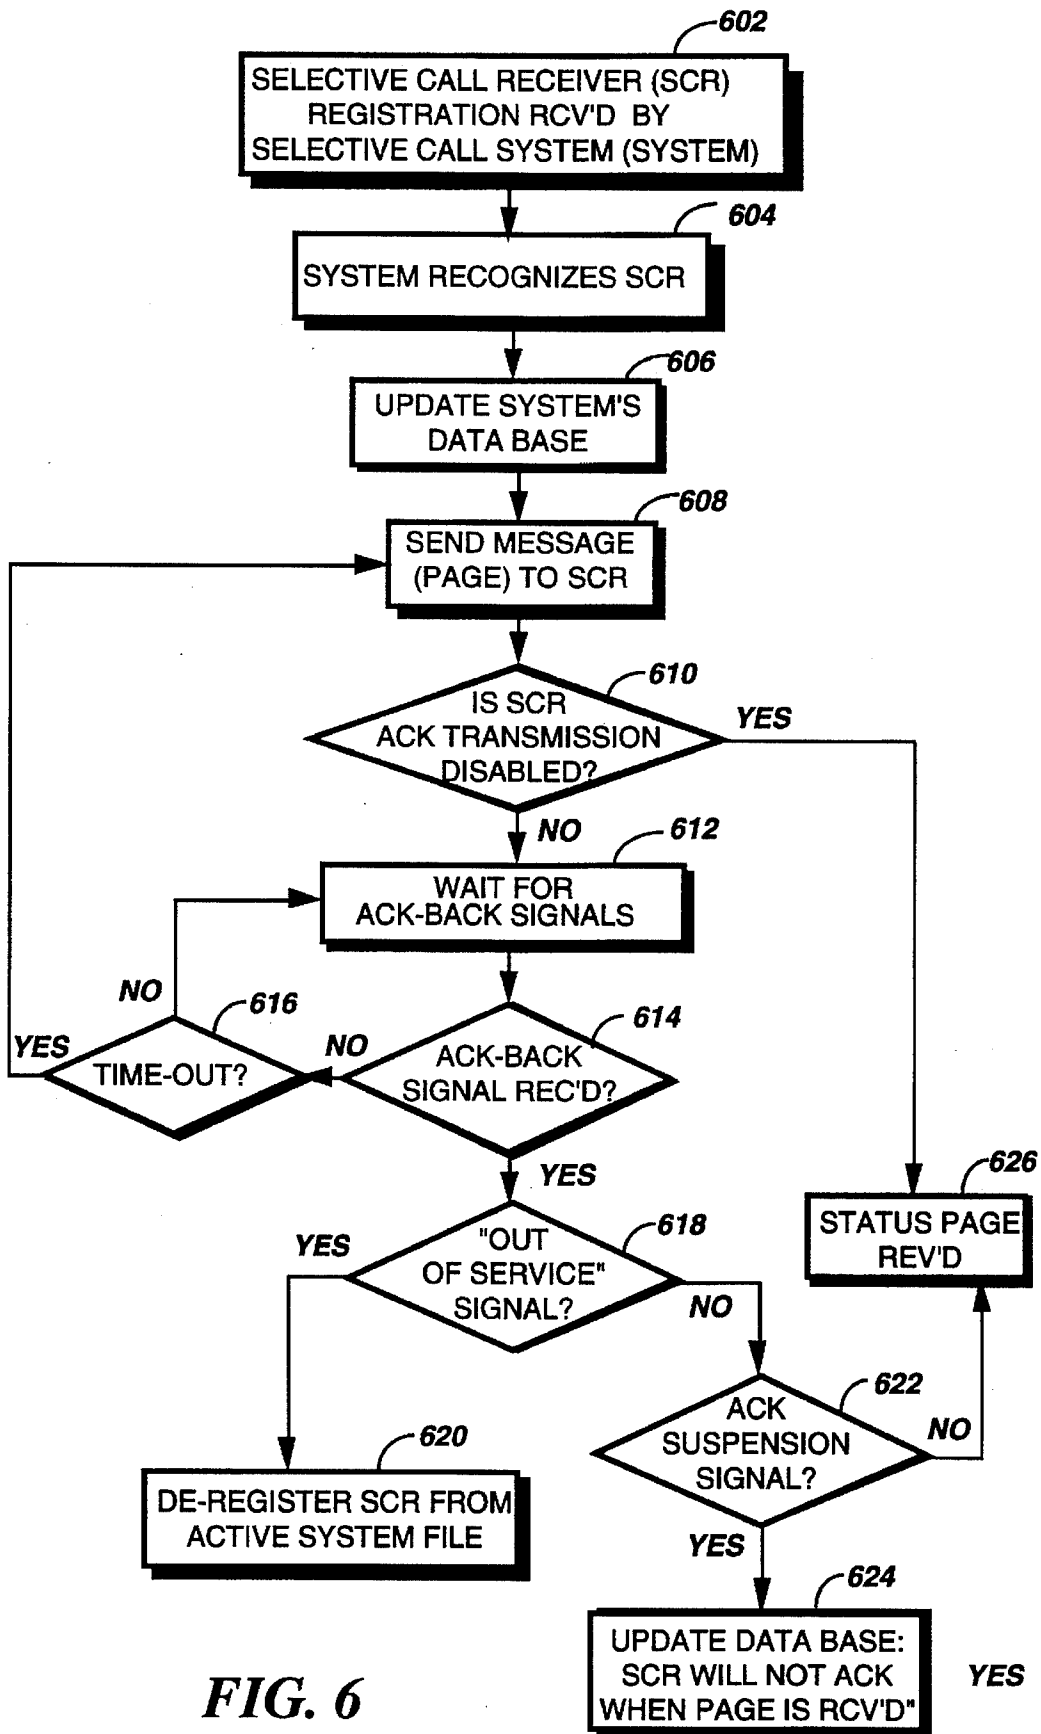 602
SELECTIVE CALL RECEIVER (SCR)
REGISTRATION RCV'D BY
SELECTIVE CALL SYSTEM (SYSTEM)
604
SYSTEM RECOGNIZES SCR
606
UPDATE SYSTEM'S
DATA BASE
608
SEND MESSAGE
(PAGE) TO SCR
610
IS SCR
ACK TRANSMISSION
DISABLED?
YES
NO
612
WAIT FOR
ACK-BACK SIGNALS
NO
616
YES
TIME-OUT?
NO
614
ACK-BACK
SIGNAL REC'D?
YES
626
STATUS PAGE
REV'D
618
YES
"OUT
OF SERVICE"
SIGNAL?
NO
622
ACK
SUSPENSION
SIGNAL?
NO
620
DE-REGISTER SCR FROM
ACTIVE SYSTEM FILE
YES
624
UPDATE DATA BASE:
SCR WILL NOT ACK
WHEN PAGE IS RCV'D"
YES
FIG. 6